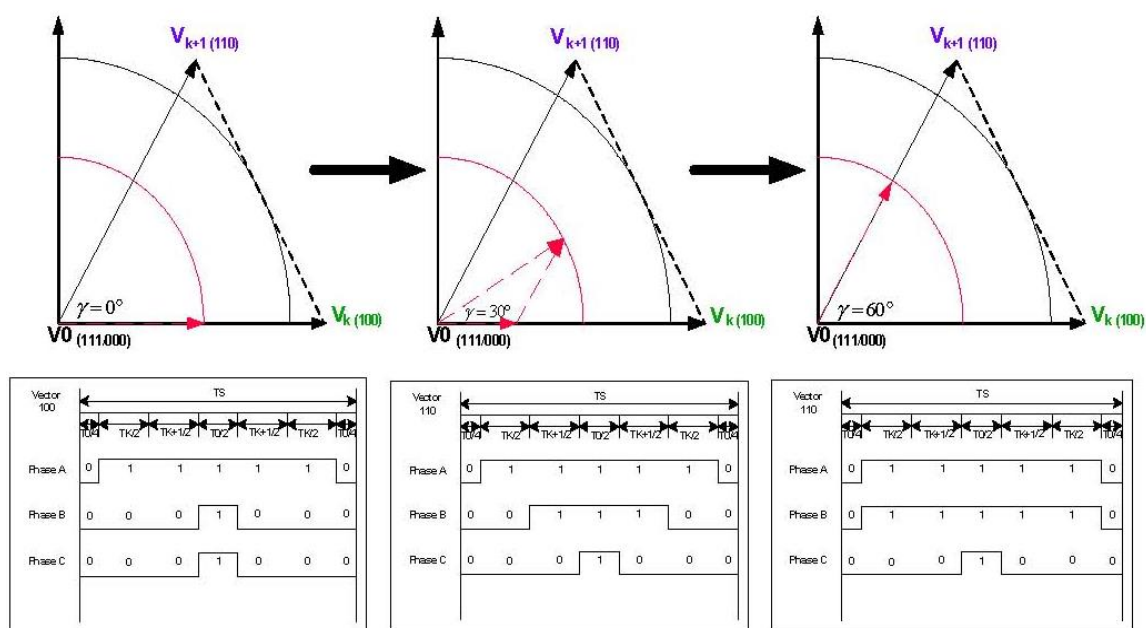 V k+1 (110)
V k+1 (110)
V k+1 (110)
γ = 0°
γ = 30°
γ = 60°
V k (100)
V k (100)
V k (100)
V0 (111/000)
V0 (111/000)
V0 (111/000)
Vector
100
TS
T0/4 TK/2 TK+1/2 T0/2 TK+1/2 TK/2 T0/4
Phase A 0 1 1 1 1 1 0
Phase B 0 0 0 1 0 0 0
Phase C 0 0 0 1 0 0 0
Vector
110
TS
T0/4 TK/2 TK+1/2 T0/2 TK+1/2 TK/2 T0/4
Phase A 0 1 1 1 1 1 0
Phase B 0 0 1 1 1 0 0
Phase C 0 0 0 1 0 0 0
Vector
110
TS
T0/4 TK/2 TK+1/2 T0/2 TK+1/2 TK/2 T0/4
Phase A 0 1 1 1 1 1 0
Phase B 0 1 1 1 1 1 0
Phase C 0 0 0 1 0 0 0